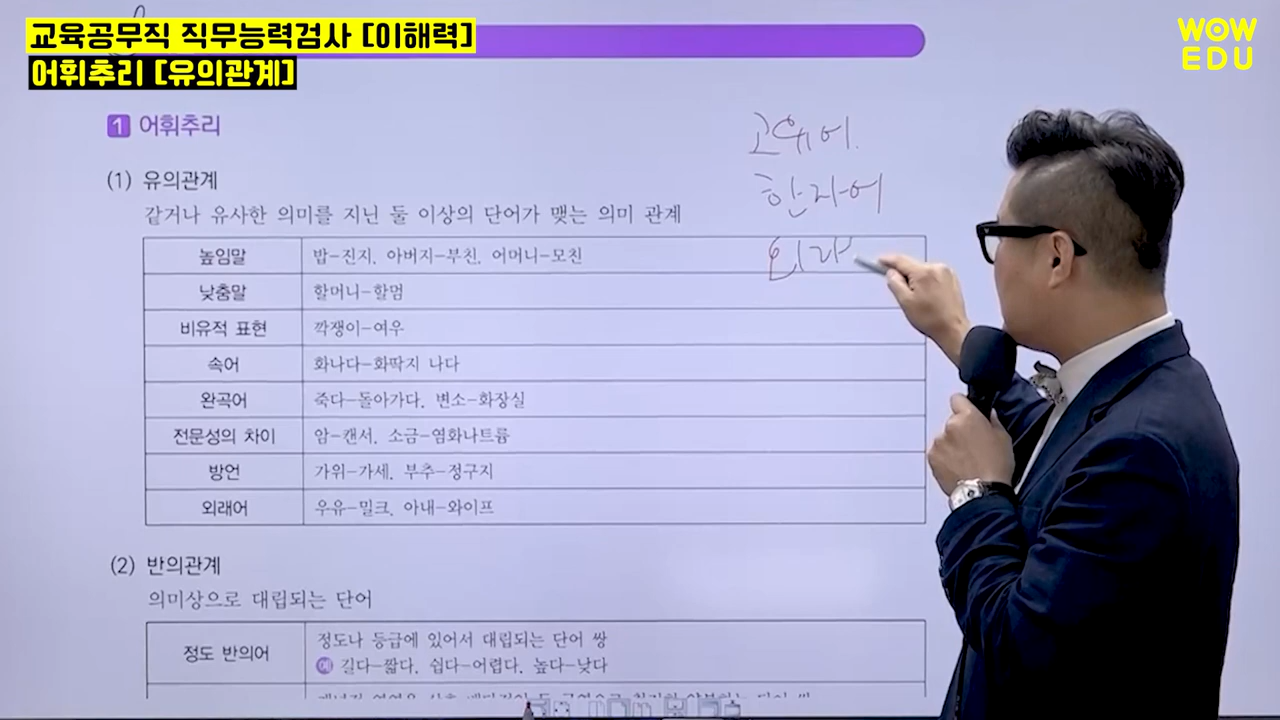 교육공무직 직무능력검사 [이해력]
어휘추리 [유의관계]
WOW
EDU
1 어휘추리
(1) 유의관계
같거나 유사한 의미를 지닌 둘 이상의 단어가 맺는 의미 관계
높임말 밥-진지, 아버지-부친, 어머니-모친
낮춤말 할머니-할멈
비유적 표현 깍쟁이-여우
속어 화나다-화딱지 나다
완곡어 죽다-돌아가다, 변소-화장실
전문성의 차이 암-캔서, 소금-염화나트륨
방언 가위-가세, 부추-정구지
외래어 우유-밀크, 아내-와이프
고유어
한자어
외라
(2) 반의관계
의미상으로 대립되는 단어
정도 반의어 정도나 등급에 있어서 대립되는 단어 쌍
예 길다-짧다, 쉽다-어렵다, 높다-낮다